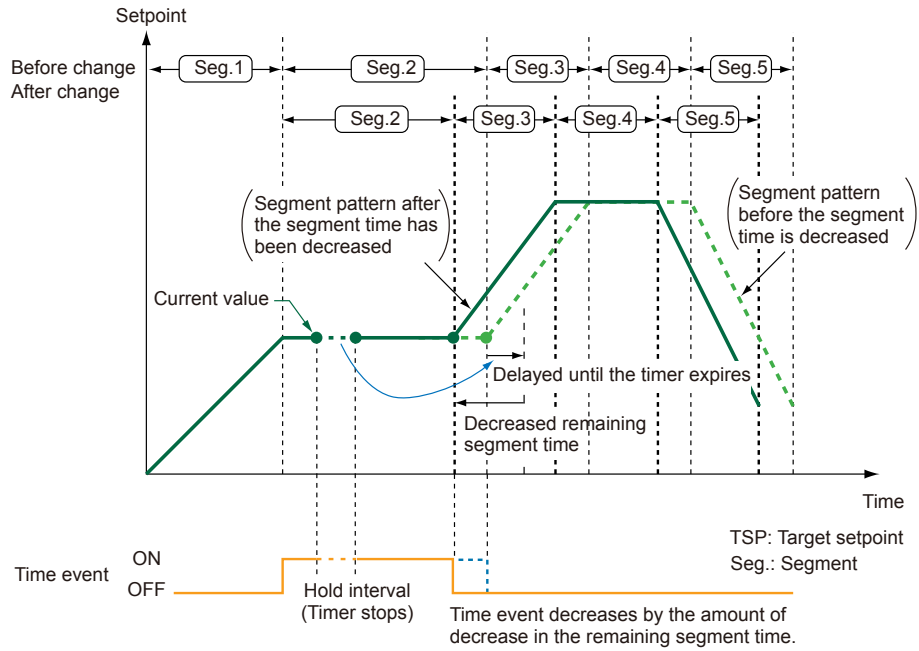 Setpoint
Before change
After change
Seg.1
Seg.2
Seg.3
Seg.4
Seg.5
Seg.2
Seg.3
Seg.4
Seg.5
Segment pattern after
the segment time has
been decreased
Segment pattern
before the segment
time is decreased
Current value
Delayed until the timer expires
Decreased remaining
segment time
Time
TSP: Target setpoint
Seg.: Segment
Time event
ON
OFF
Hold interval
(Timer stops)
Time event decreases by the amount of
decrease in the remaining segment time.